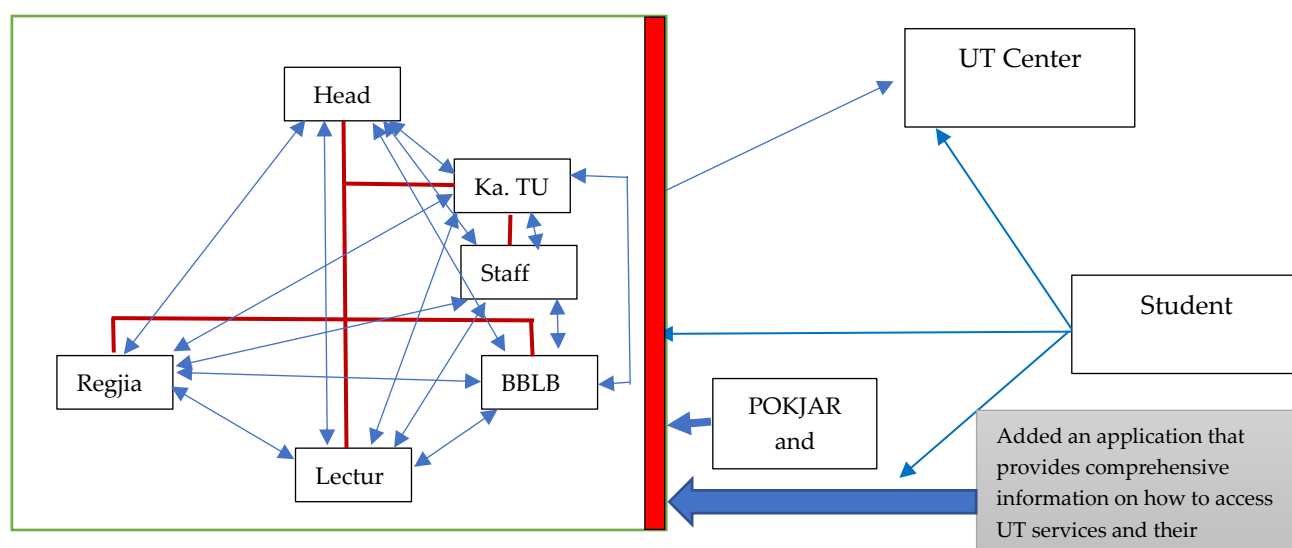 UT Center
Head
Ka. TU
Staff
Student
Regjia
BBLB
POKJAR
and
Lectur
Added an application that
provides comprehensive
information on how to access
UT services and their